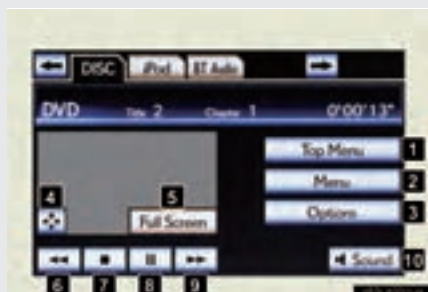 DISC iPod BT Audio
DVD Title 2 Chapter 1 0°00'13"
Top Menu 1
Menu 2
Options 3
4 5
Full Screen
Sound 10
6 7 8 9